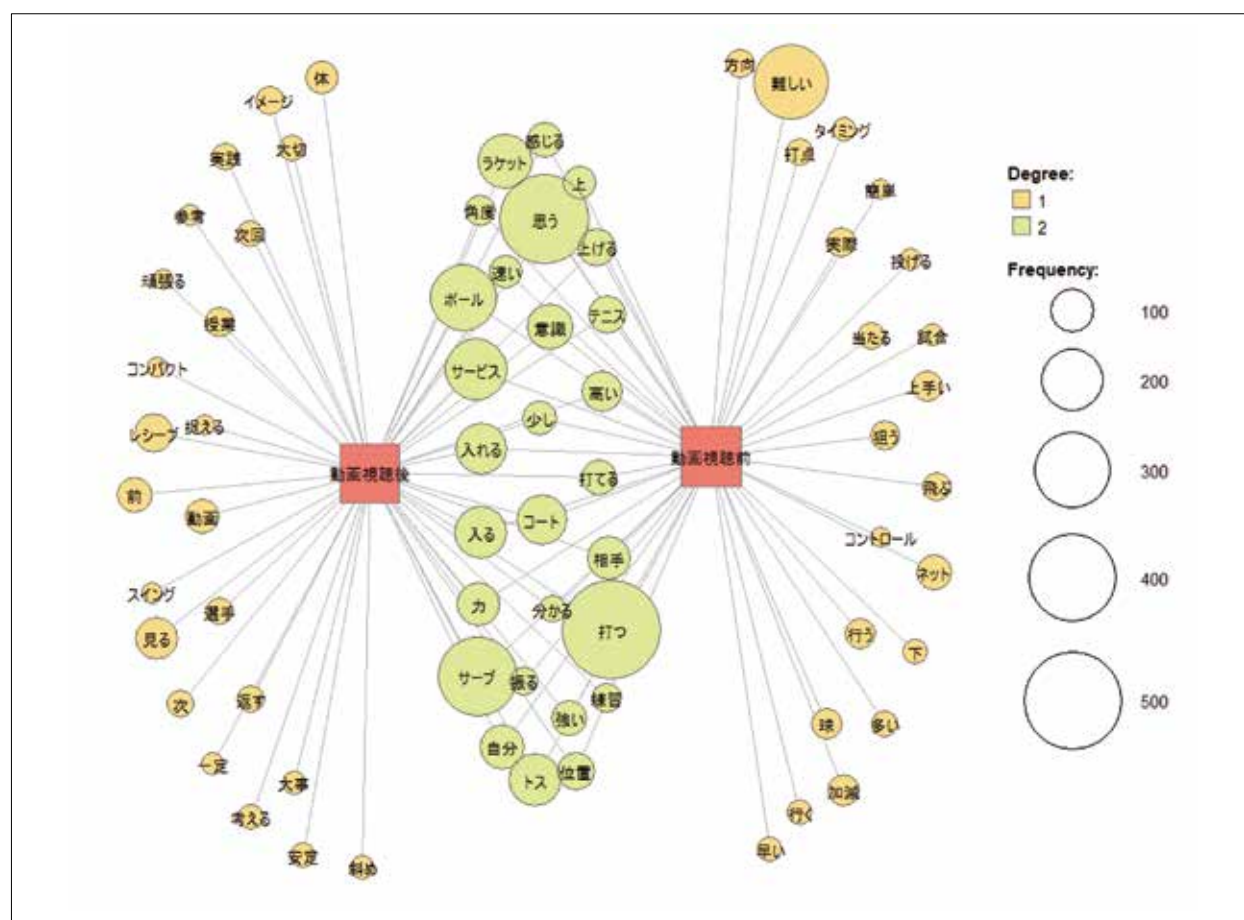 体
イメージ
大切
実践
参考
次回
頑張る
授業
コンパクト
レシーブ
捉える
動画視聴後
前
動画
スイング
選手
見る
次
返す
一定
大事
考える
安定
斜め
感じる
ラケット
上
角度
思う
上げる
速い
ボール
意識
テニス
サービス
高い
少し
入れる
打てる
コート
入る
相手
力
分かる
打つ
サーブ
振る
練習
強い
自分
トス
位置
方向
難しい
タイミング
打点
簡単
実際
投げる
当たる
試合
上手い
狙う
動画視聴前
飛ぶ
コントロール
ネット
行う
下
球
多い
加減
行く
早い
Degree:
1
2
Frequency:
100
200
300
400
500